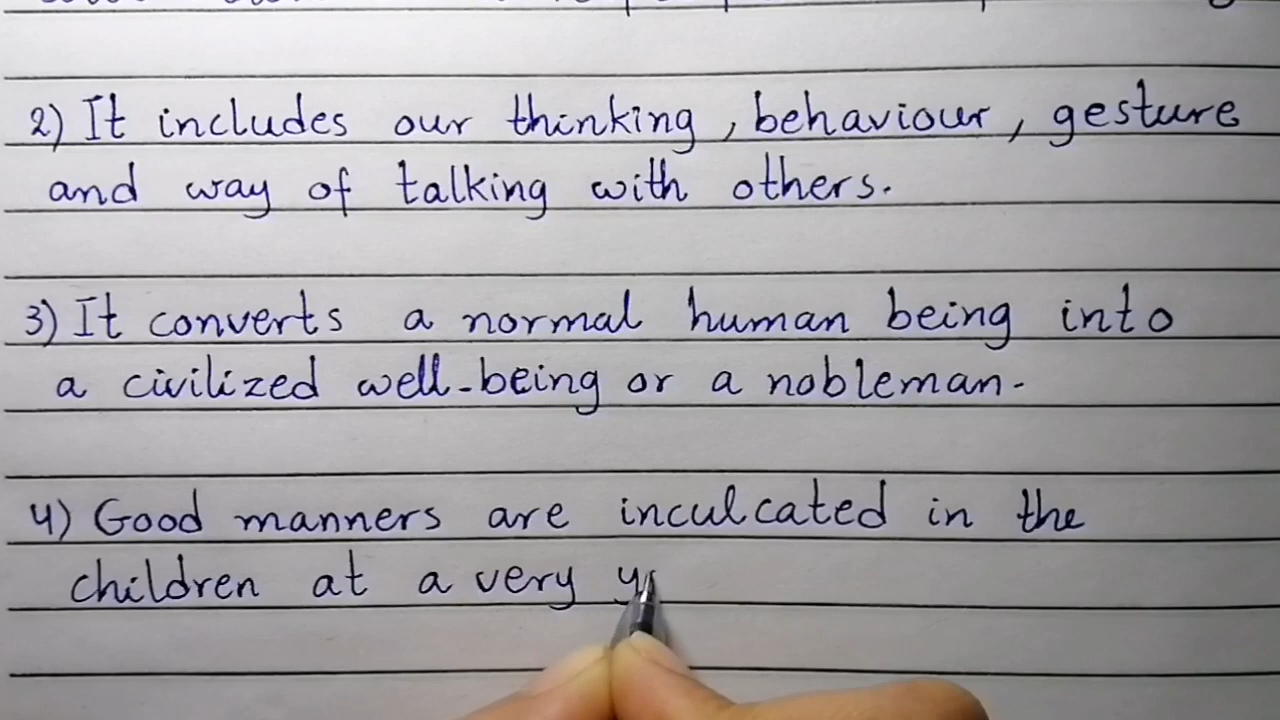 2) It includes our thinking, behaviour, gesture
and way of talking with others.
3) It converts a normal human being into
a civilized well-being or a nobleman.
4) Good manners are inculcated in the
children at a very y